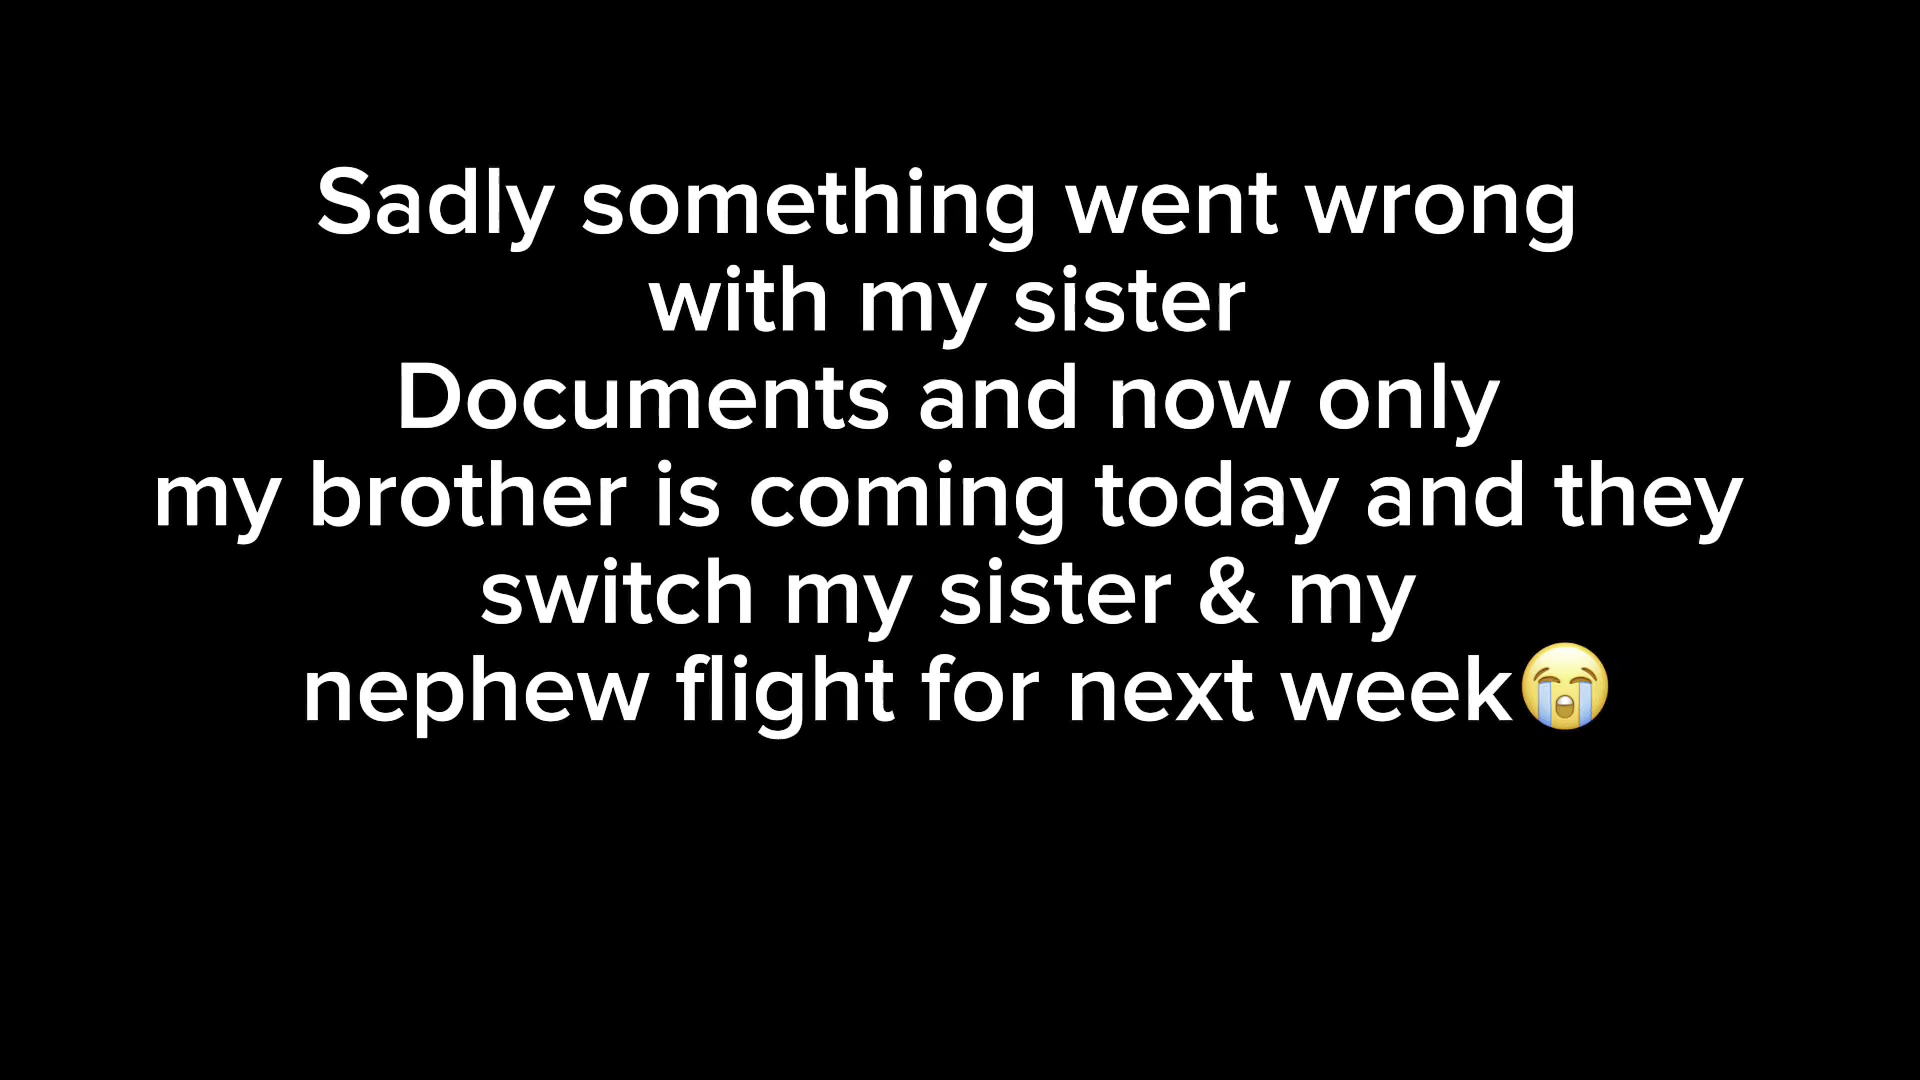 Sadly something went wrong
with my sister
Documents and now only
my brother is coming today and they
switch my sister & my
nephew flight for next week😭